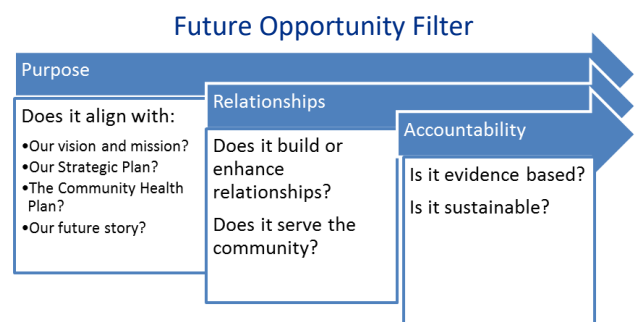 Future Opportunity Filter
Purpose
Does it align with:
•Our vision and mission?
•Our Strategic Plan?
•The Community Health
Plan?
•Our future story?
Relationships
Does it build or
enhance
relationships?
Does it serve the
community?
Accountability
Is it evidence based?
Is it sustainable?